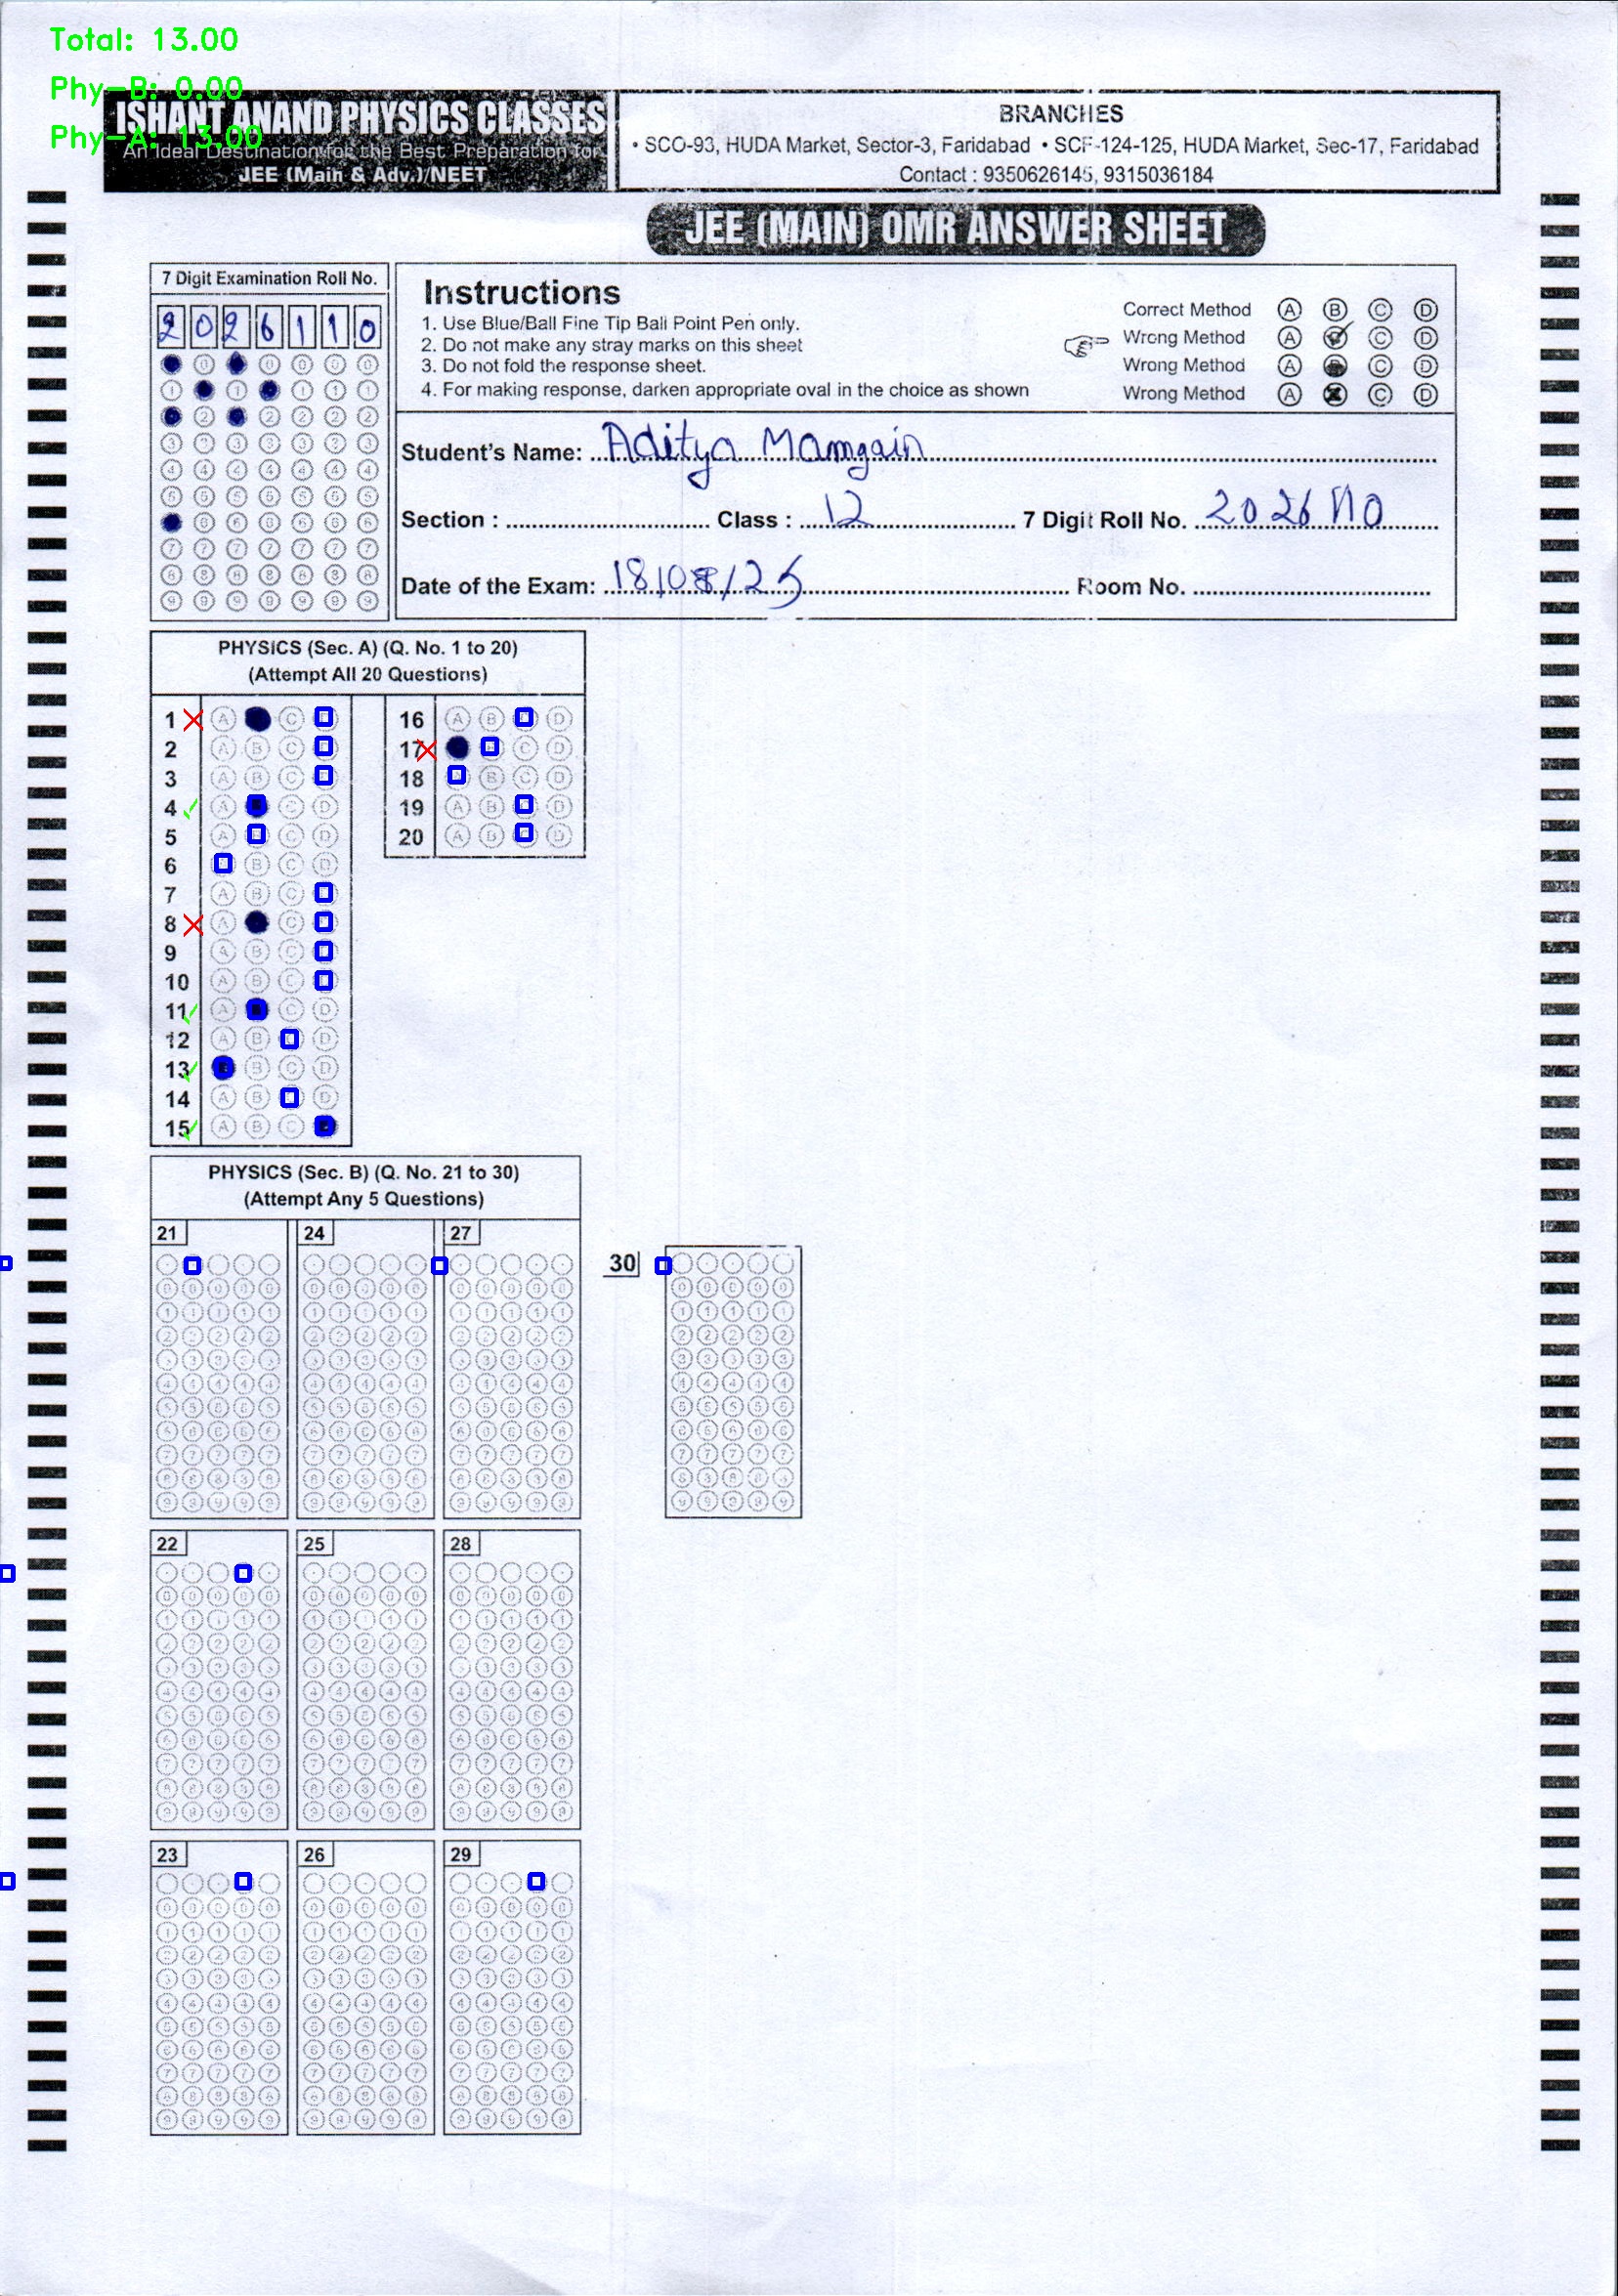 Total: 13.00
Phy-B: 0.00
Phy-A: 13.00
ISHANT ANAND PHYSICS CLASSES
An Ideal Destination for the Best Preparation for
JEE (Main & Adv.)/NEET
BRANCHES
• SCO-93, HUDA Market, Sector-3, Faridabad • SCF-124-125, HUDA Market, Sec-17, Faridabad
Contact : 9350626145, 9315036184
JEE (MAIN) OMR ANSWER SHEET
7 Digit Examination Roll No.
2 0 2 6 1 1 0
Instructions
1. Use Blue/Ball Fine Tip Ball Point Pen only.
2. Do not make any stray marks on this sheet
3. Do not fold the response sheet.
4. For making response, darken appropriate oval in the choice as shown
Correct Method A B C D
Wrong Method A C D
Wrong Method A B C D
Wrong Method A C D
Student's Name: Aditya Mamgain
Section : Class : 12 7 Digit Roll No. 2026110
Date of the Exam: 18/08/25 Room No.
PHYSICS (Sec. A) (Q. No. 1 to 20)
(Attempt All 20 Questions)
1 A C
2 A B C
3 A B C
4 A C D
5 A C D
6 B C D
7 A B C
8 A C
9 A B C
10 A B C
11 A C D
12 A B D
13 B C D
14 A B D
15 A B C
16 A B D
17 C D
18 B C D
19 A B D
20 A B D
PHYSICS (Sec. B) (Q. No. 21 to 30)
(Attempt Any 5 Questions)
21 24 27 30
22 25 28
23 26 29